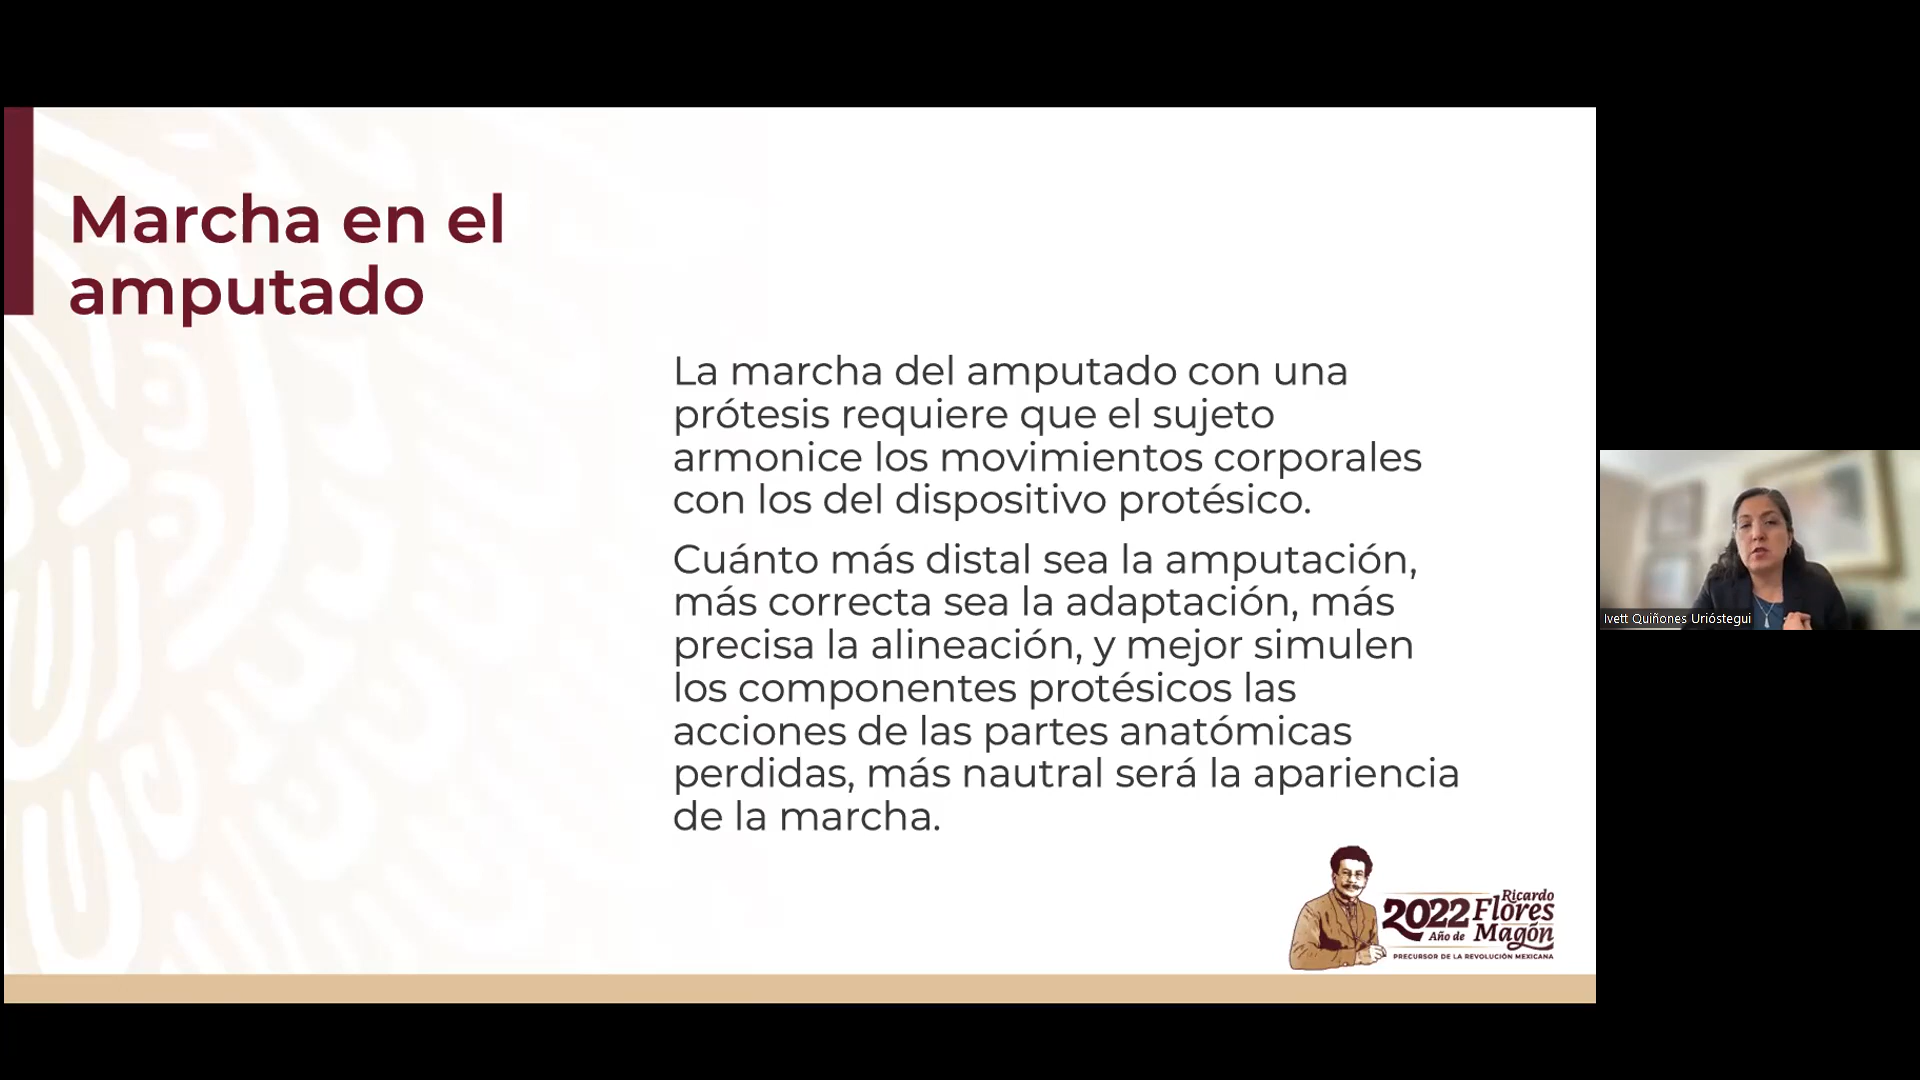 Marcha en el
amputado
La marcha del amputado con una
prótesis requiere que el sujeto
armonice los movimientos corporales
con los del dispositivo protésico.
Cuánto más distal sea la amputación,
más correcta sea la adaptación, más
precisa la alineación, y mejor simulen
los componentes protésicos las
acciones de las partes anatómicas
perdidas, más nautral será la apariencia
de la marcha.
2022 Ricardo
Flores
Año de Magón
PRECURSOR DE LA REVOLUCIÓN MEXICANA
Ivett Quiñones Urióstegui